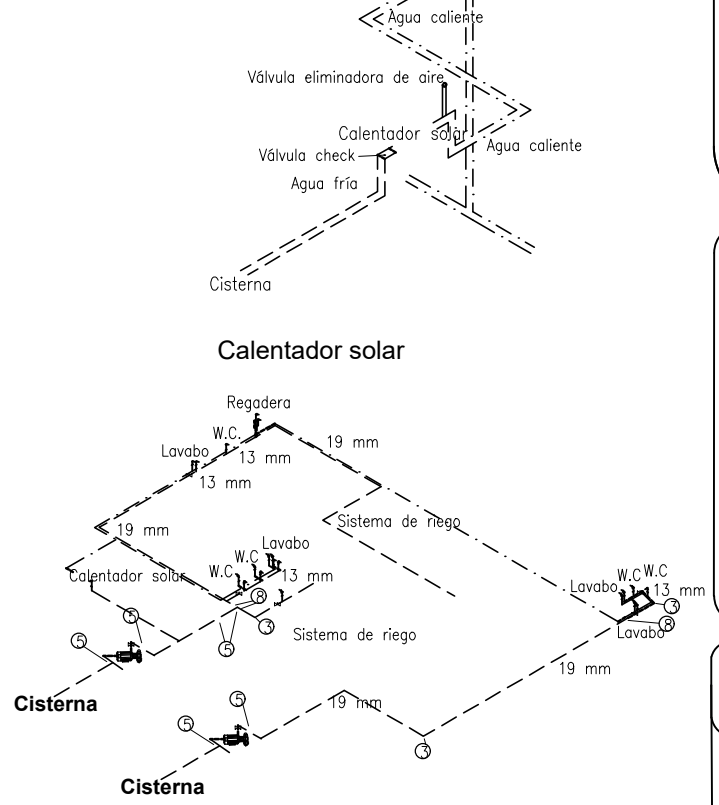 Agua caliente
Válvula eliminadora de aire
Calentador solar
Agua caliente
Válvula check
Agua fría
Cisterna
Calentador solar
Regadera
W.C.
19 mm
Lavabo
13 mm
13 mm
Sistema de riego
19 mm
Lavabo
W.C
W.C
13 mm
Calentador solar
W.C
W.C
Lavabo
13 mm
8
3
8
3
Lavabo
5
5
5
Sistema de riego
19 mm
Cisterna
5
19 mm
5
3
Cisterna